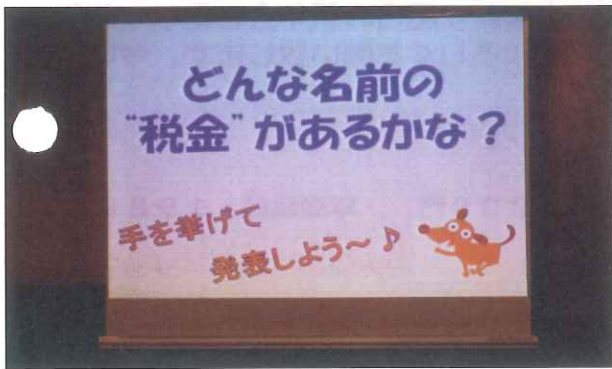 どんな名前の
"税金"があるかな？
手を挙げて
発表しよう～♪